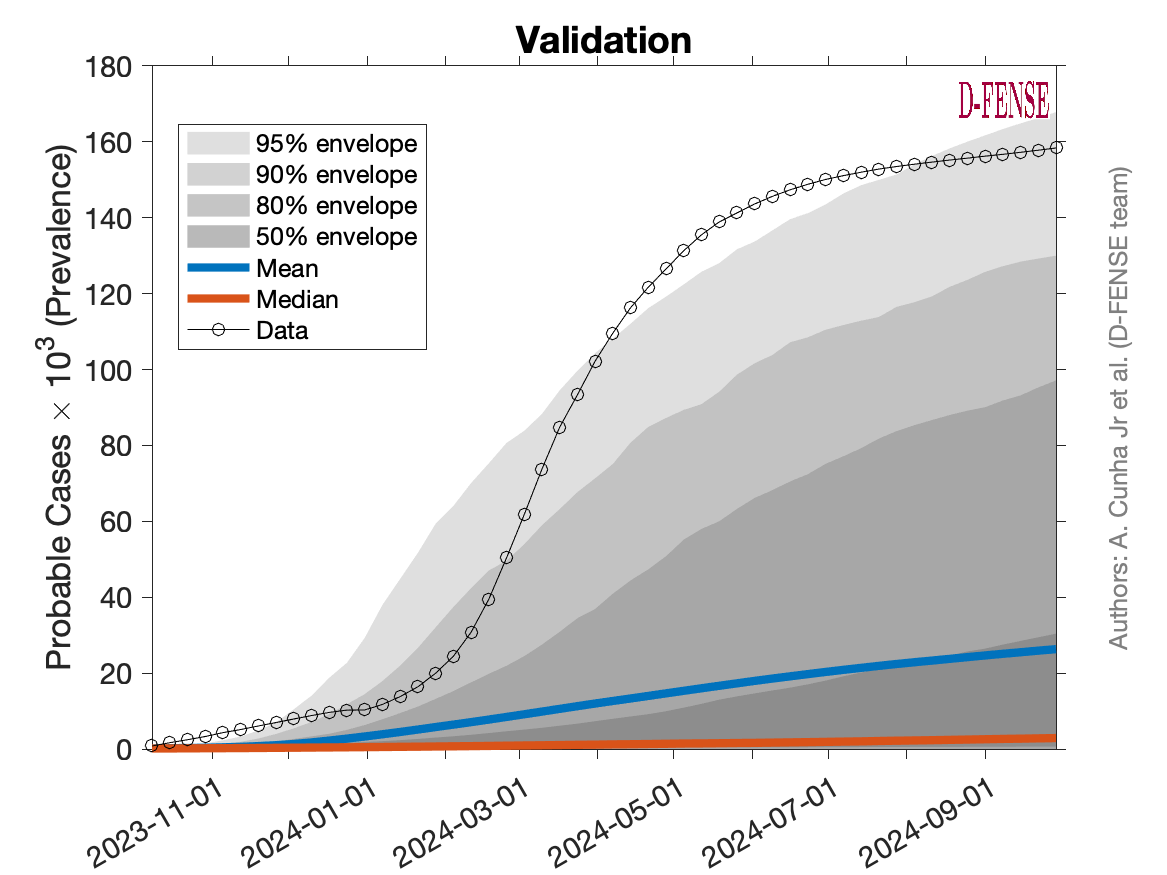 Validation
D-FENSE
95% envelope
90% envelope
80% envelope
50% envelope
Mean
Median
Data
Probable Cases × 10³ (Prevalence)
180
160
140
120
100
80
60
40
20
0
2023-11-01
2024-01-01
2024-03-01
2024-05-01
2024-07-01
2024-09-01
Authors: A. Cunha Jr et al. (D-FENSE team)